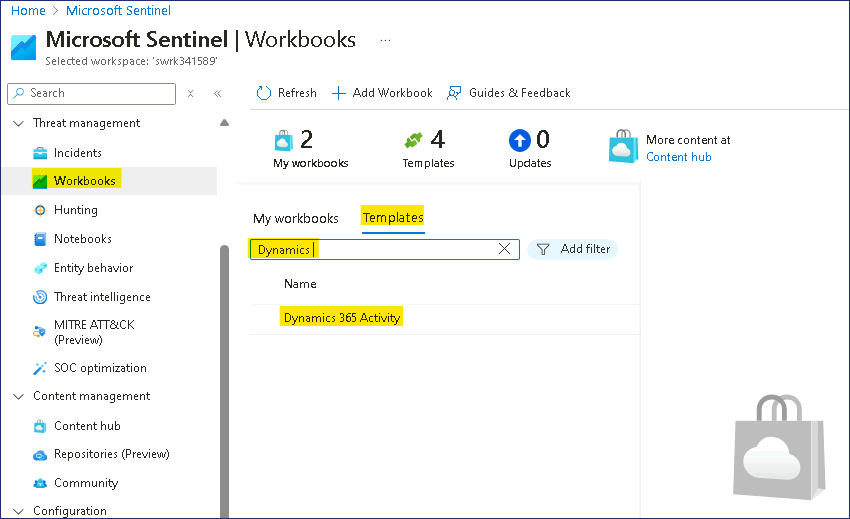 Home > Microsoft Sentinel
Microsoft Sentinel | Workbooks ...
Selected workspace: 'swrk341589'
Search
Threat management
Incidents
Workbooks
Hunting
Notebooks
Entity behavior
Threat intelligence
MITRE ATT&CK
(Preview)
SOC optimization
Content management
Content hub
Repositories (Preview)
Community
Configuration
Refresh
Add Workbook
Guides & Feedback
2
My workbooks
4
Templates
0
Updates
More content at
Content hub
My workbooks
Templates
Dynamics
Add filter
Name
Dynamics 365 Activity